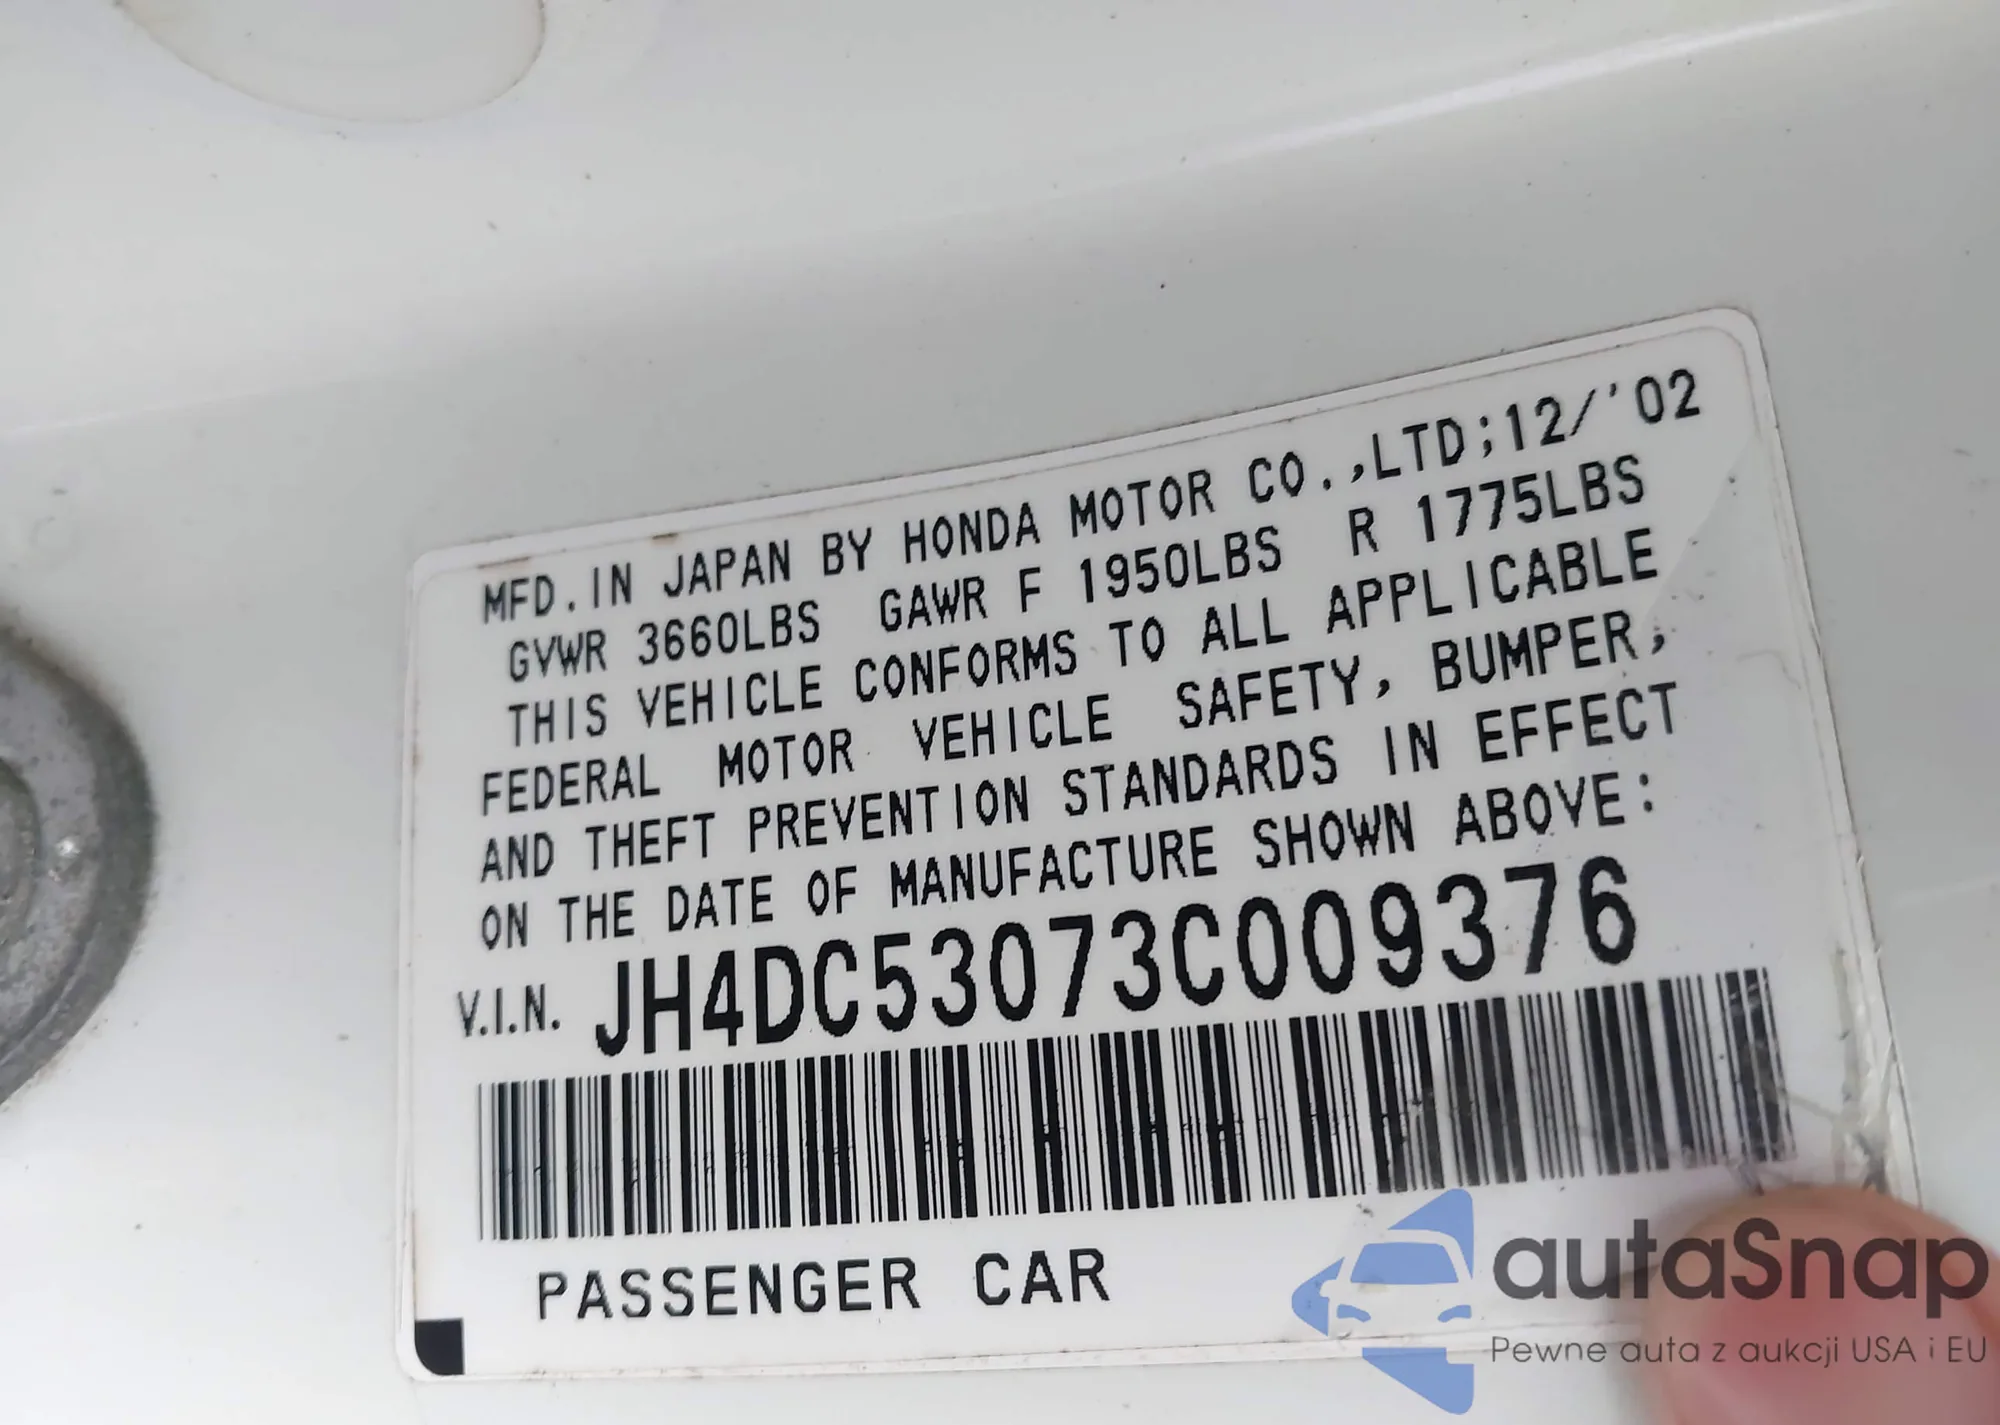 MFD.IN JAPAN BY HONDA MOTOR CO.,LTD;12/'02
GVWR 3660LBS GAWR F 1950LBS R 1775LBS
THIS VEHICLE CONFORMS TO ALL APPLICABLE
FEDERAL MOTOR VEHICLE SAFETY, BUMPER,
AND THEFT PREVENTION STANDARDS IN EFFECT
ON THE DATE OF MANUFACTURE SHOWN ABOVE:
V.I.N. JH4DC53073C009376
PASSENGER CAR
autaSnap
Pewne auta z aukcji USA i EU